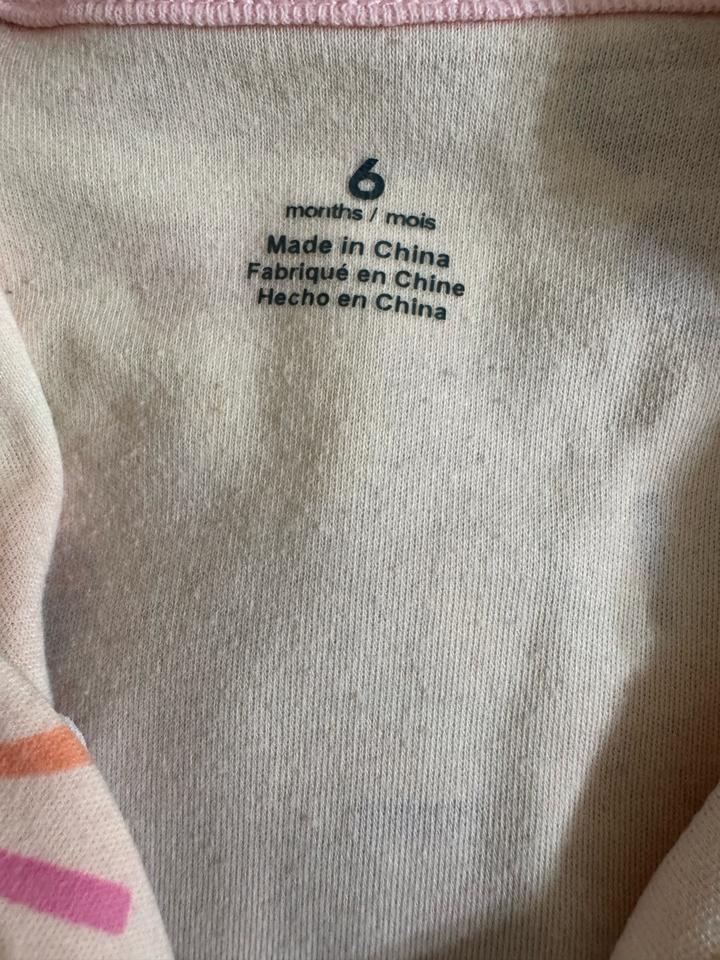 6
months / mois
Made in China
Fabriqué en Chine
Hecho en China